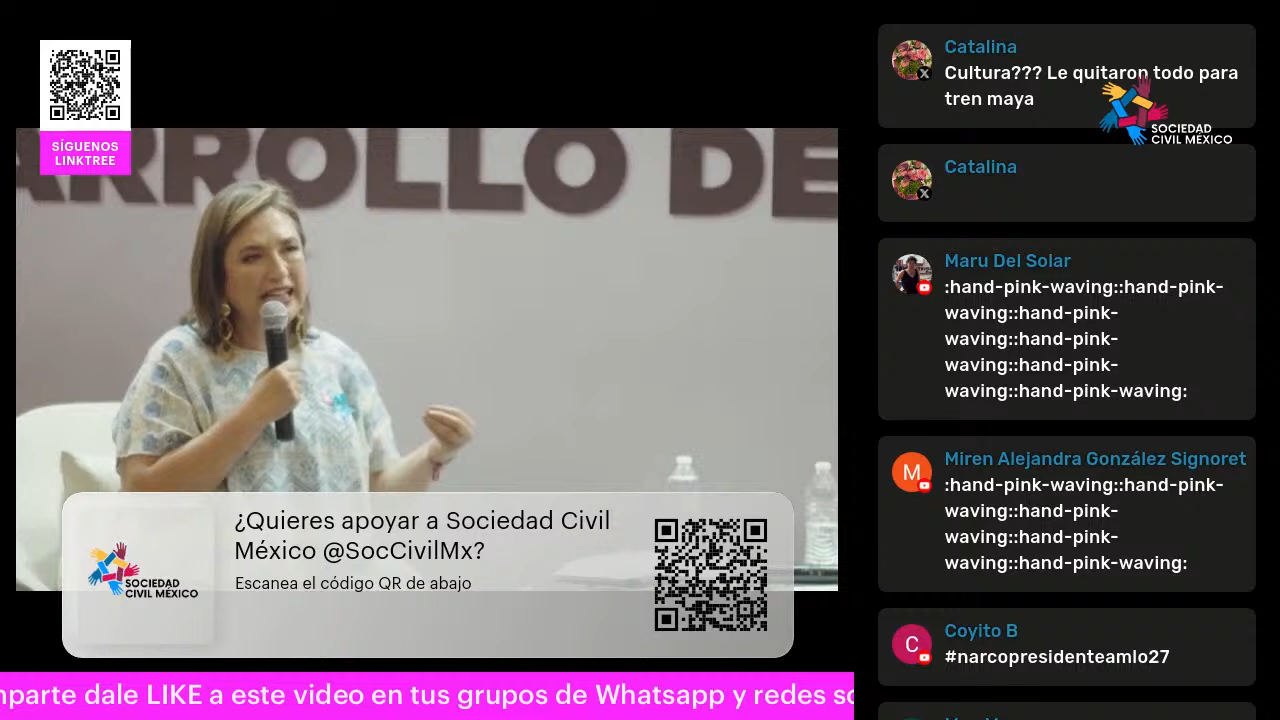 SÍGUENOS
LINKTREE
ARROLLO DE
¿Quieres apoyar a Sociedad Civil
México @SocCivilMx?
Escanea el código QR de abajo
SOCIEDAD
CIVIL MÉXICO
mparte dale LIKE a este video en tus grupos de Whatsapp y redes so
Catalina
Cultura??? Le quitaron todo para
tren maya
SOCIEDAD
CIVIL MÉXICO
Catalina
Maru Del Solar
:hand-pink-waving::hand-pink-
waving::hand-pink-
waving::hand-pink-
waving::hand-pink-
waving::hand-pink-waving:
M
Miren Alejandra González Signoret
:hand-pink-waving::hand-pink-
waving::hand-pink-
waving::hand-pink-
waving::hand-pink-waving:
C
Coyito B
#narcopresidenteamlo27